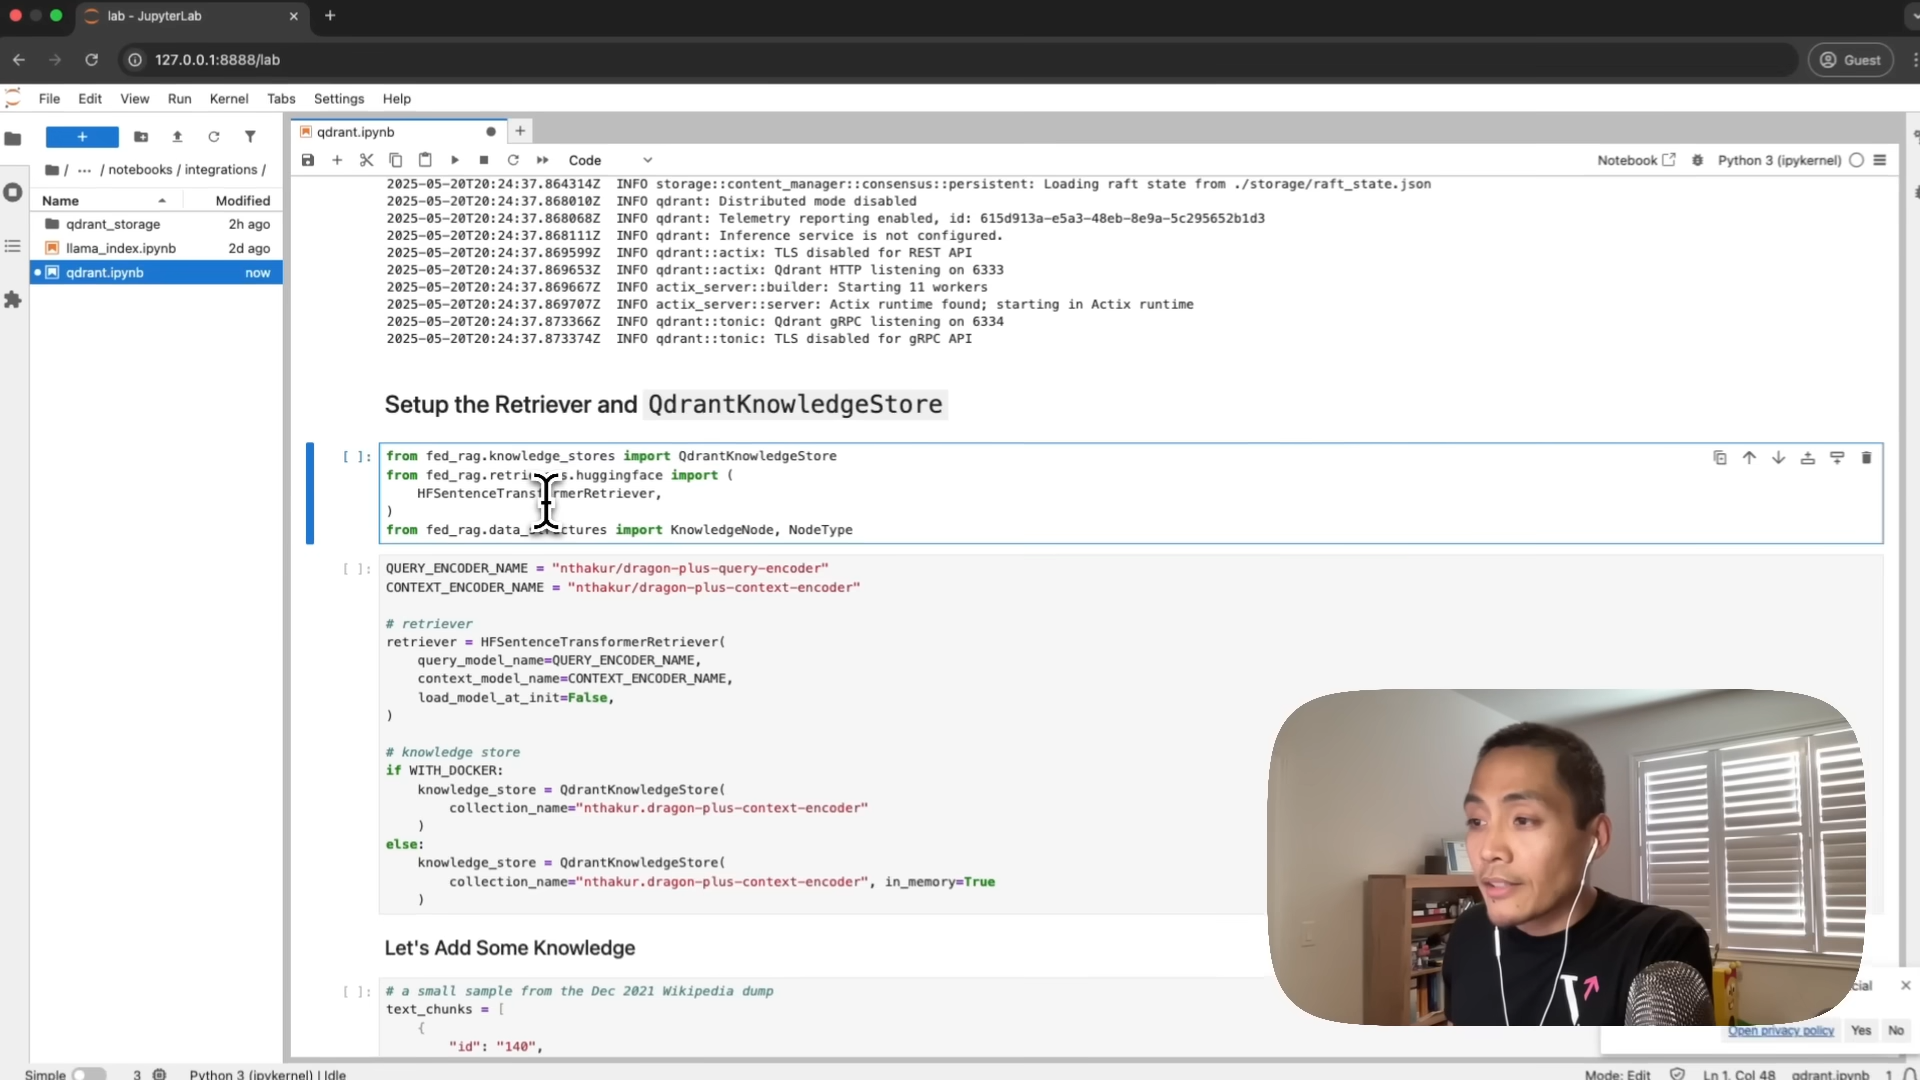 lab - JupyterLab
127.0.0.1:8888/lab
Guest
File Edit View Run Kernel Tabs Settings Help
qdrant.ipynb
/ ··· / notebooks / integrations /
Code
Notebook
Python 3 (ipykernel)
Name Modified
qdrant_storage 2h ago
llama_index.ipynb 2d ago
qdrant.ipynb now
2025-05-20T20:24:37.864314Z INFO storage::content_manager::consensus::persistent: Loading raft state from ./storage/raft_state.json
2025-05-20T20:24:37.868010Z INFO qdrant: Distributed mode disabled
2025-05-20T20:24:37.868068Z INFO qdrant: Telemetry reporting enabled, id: 615d913a-e5a3-48eb-8e9a-5c295652b1d3
2025-05-20T20:24:37.868111Z INFO qdrant: Inference service is not configured.
2025-05-20T20:24:37.869599Z INFO qdrant::actix: TLS disabled for REST API
2025-05-20T20:24:37.869653Z INFO qdrant::actix: Qdrant HTTP listening on 6333
2025-05-20T20:24:37.869667Z INFO actix_server::builder: Starting 11 workers
2025-05-20T20:24:37.869707Z INFO actix_server::server: Actix runtime found; starting in Actix runtime
2025-05-20T20:24:37.873366Z INFO qdrant::tonic: Qdrant gRPC listening on 6334
2025-05-20T20:24:37.873374Z INFO qdrant::tonic: TLS disabled for gRPC API
Setup the Retriever and QdrantKnowledgeStore
[ ]: from fed_rag.knowledge_stores import QdrantKnowledgeStore
from fed_rag.retrievers.huggingface import (
HFSentenceTransformerRetriever,
)
from fed_rag.data_structures import KnowledgeNode, NodeType
[ ]: QUERY_ENCODER_NAME = "nthakur/dragon-plus-query-encoder"
CONTEXT_ENCODER_NAME = "nthakur/dragon-plus-context-encoder"
# retriever
retriever = HFSentenceTransformerRetriever(
query_model_name=QUERY_ENCODER_NAME,
context_model_name=CONTEXT_ENCODER_NAME,
load_model_at_init=False,
)
# knowledge store
if WITH_DOCKER:
knowledge_store = QdrantKnowledgeStore(
collection_name="nthakur.dragon-plus-context-encoder"
)
else:
knowledge_store = QdrantKnowledgeStore(
collection_name="nthakur.dragon-plus-context-encoder", in_memory=True
)
Let's Add Some Knowledge
[ ]: # a small sample from the Dec 2021 Wikipedia dump
text_chunks = [
{
"id": "140",
Open privacy policy Yes No
Simple 3 Python 3 (ipykernel) | Idle
Mode: Edit Ln 1, Col 48 qdrant.ipynb 1